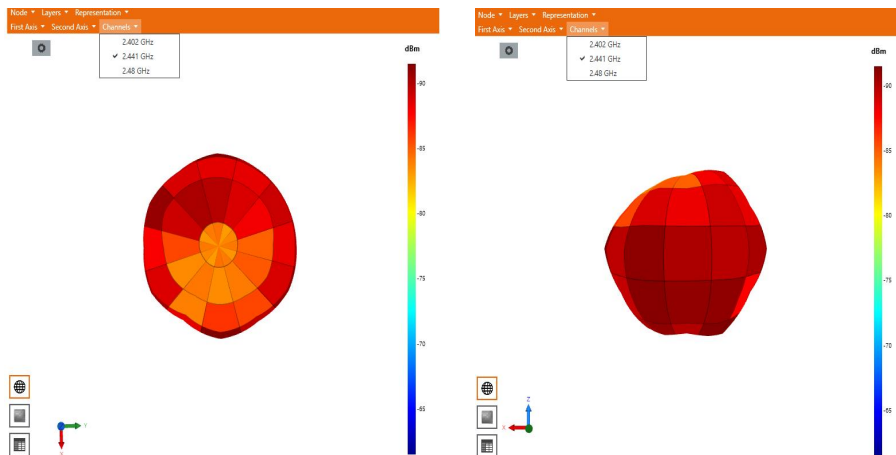 Node Layers Representation
First Axis Second Axis Channels
2.402 GHz
2.441 GHz
2.48 GHz
dBm
-90
-85
-80
-75
-70
-65
Y
X
Node Layers Representation
First Axis Second Axis Channels
2.402 GHz
2.441 GHz
2.48 GHz
dBm
-90
-85
-80
-75
-70
-65
Z
X